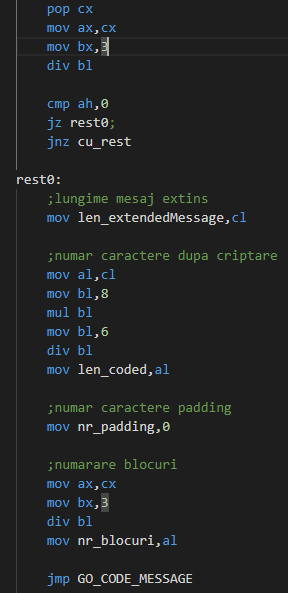 pop cx
mov ax,cx
mov bx,3
div bl
cmp ah,0
jz rest0;
jnz cu_rest
rest0:
;lungime mesaj extins
mov len_extendedMessage,cl
;numar caractere dupa criptare
mov al,cl
mov bl,8
mul bl
mov bl,6
div bl
mov len_coded,al
;numar caractere padding
mov nr_padding,0
;numarare blocuri
mov ax,cx
mov bx,3
div bl
mov nr_blocuri,al
jmp GO_CODE_MESSAGE